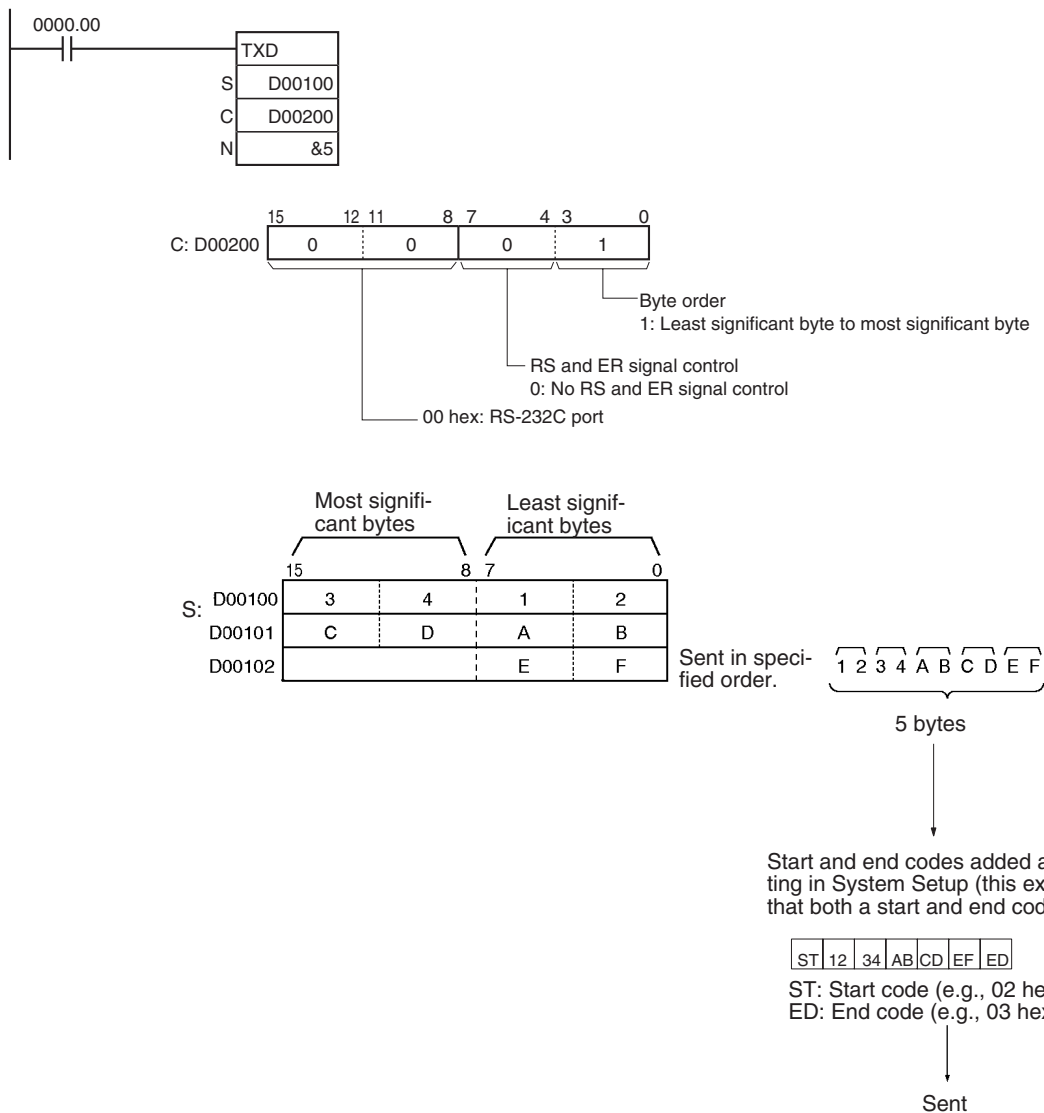 0000.00
TXD
S D00100
C D00200
N &5
15 12 11 8 7 4 3 0
C: D00200 0 0 0 1
Byte order
1: Least significant byte to most significant byte
RS and ER signal control
0: No RS and ER signal control
00 hex: RS-232C port
Most signifi-
cant bytes
Least signif-
icant bytes
15 8 7 0
S: D00100 3 4 1 2
D00101 C D A B
D00102 E F
Sent in speci-
fied order.
1 2 3 4 A B C D E F
5 bytes
Start and end codes added a
ting in System Setup (this ex
that both a start and end cod
ST 12 34 AB CD EF ED
ST: Start code (e.g., 02 he
ED: End code (e.g., 03 hex
Sent